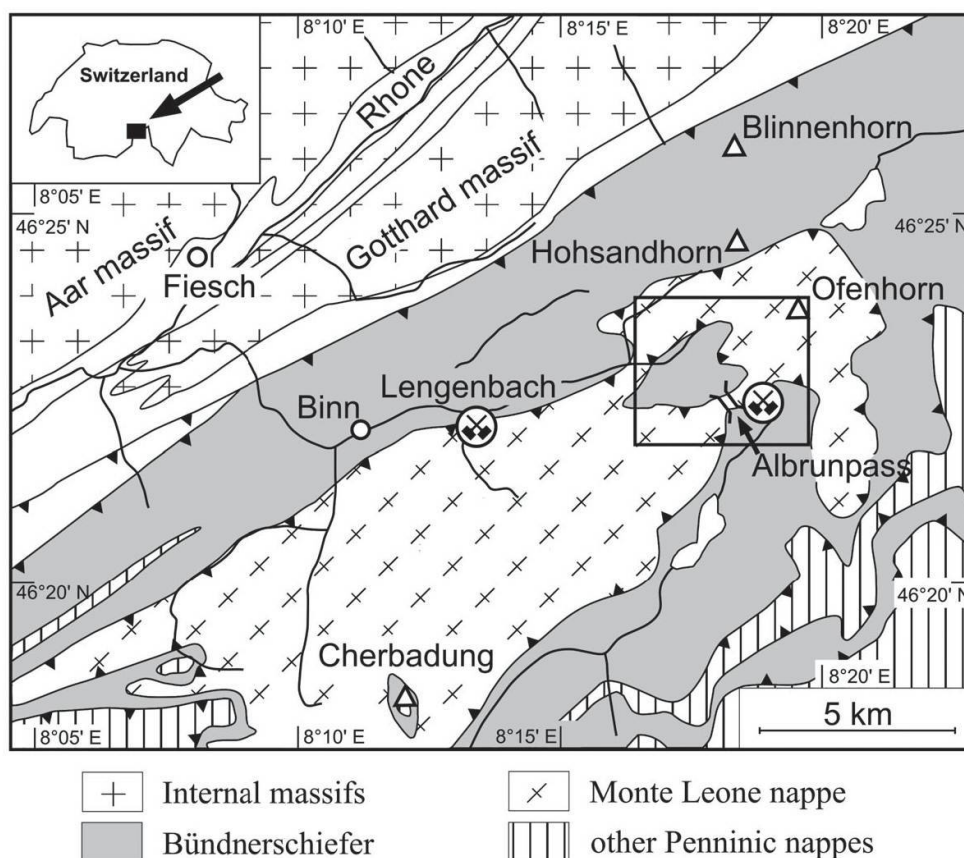 8°10' E
8°15' E
8°20' E
Switzerland
Rhone
Blinnenhorn
8°05' E
46°25' N
46°25' N
Gotthard massif
Aar massif
Hohsandhorn
Fiesch
Ofenhorn
Lengenbach
Binn
Albrunpass
46°20' N
46°20' N
Cherbadung
8°20' E
5 km
8°05' E
8°10' E
8°15' E
Internal massifs
Monte Leone nappe
Bündnerschiefer
other Penninic nappes